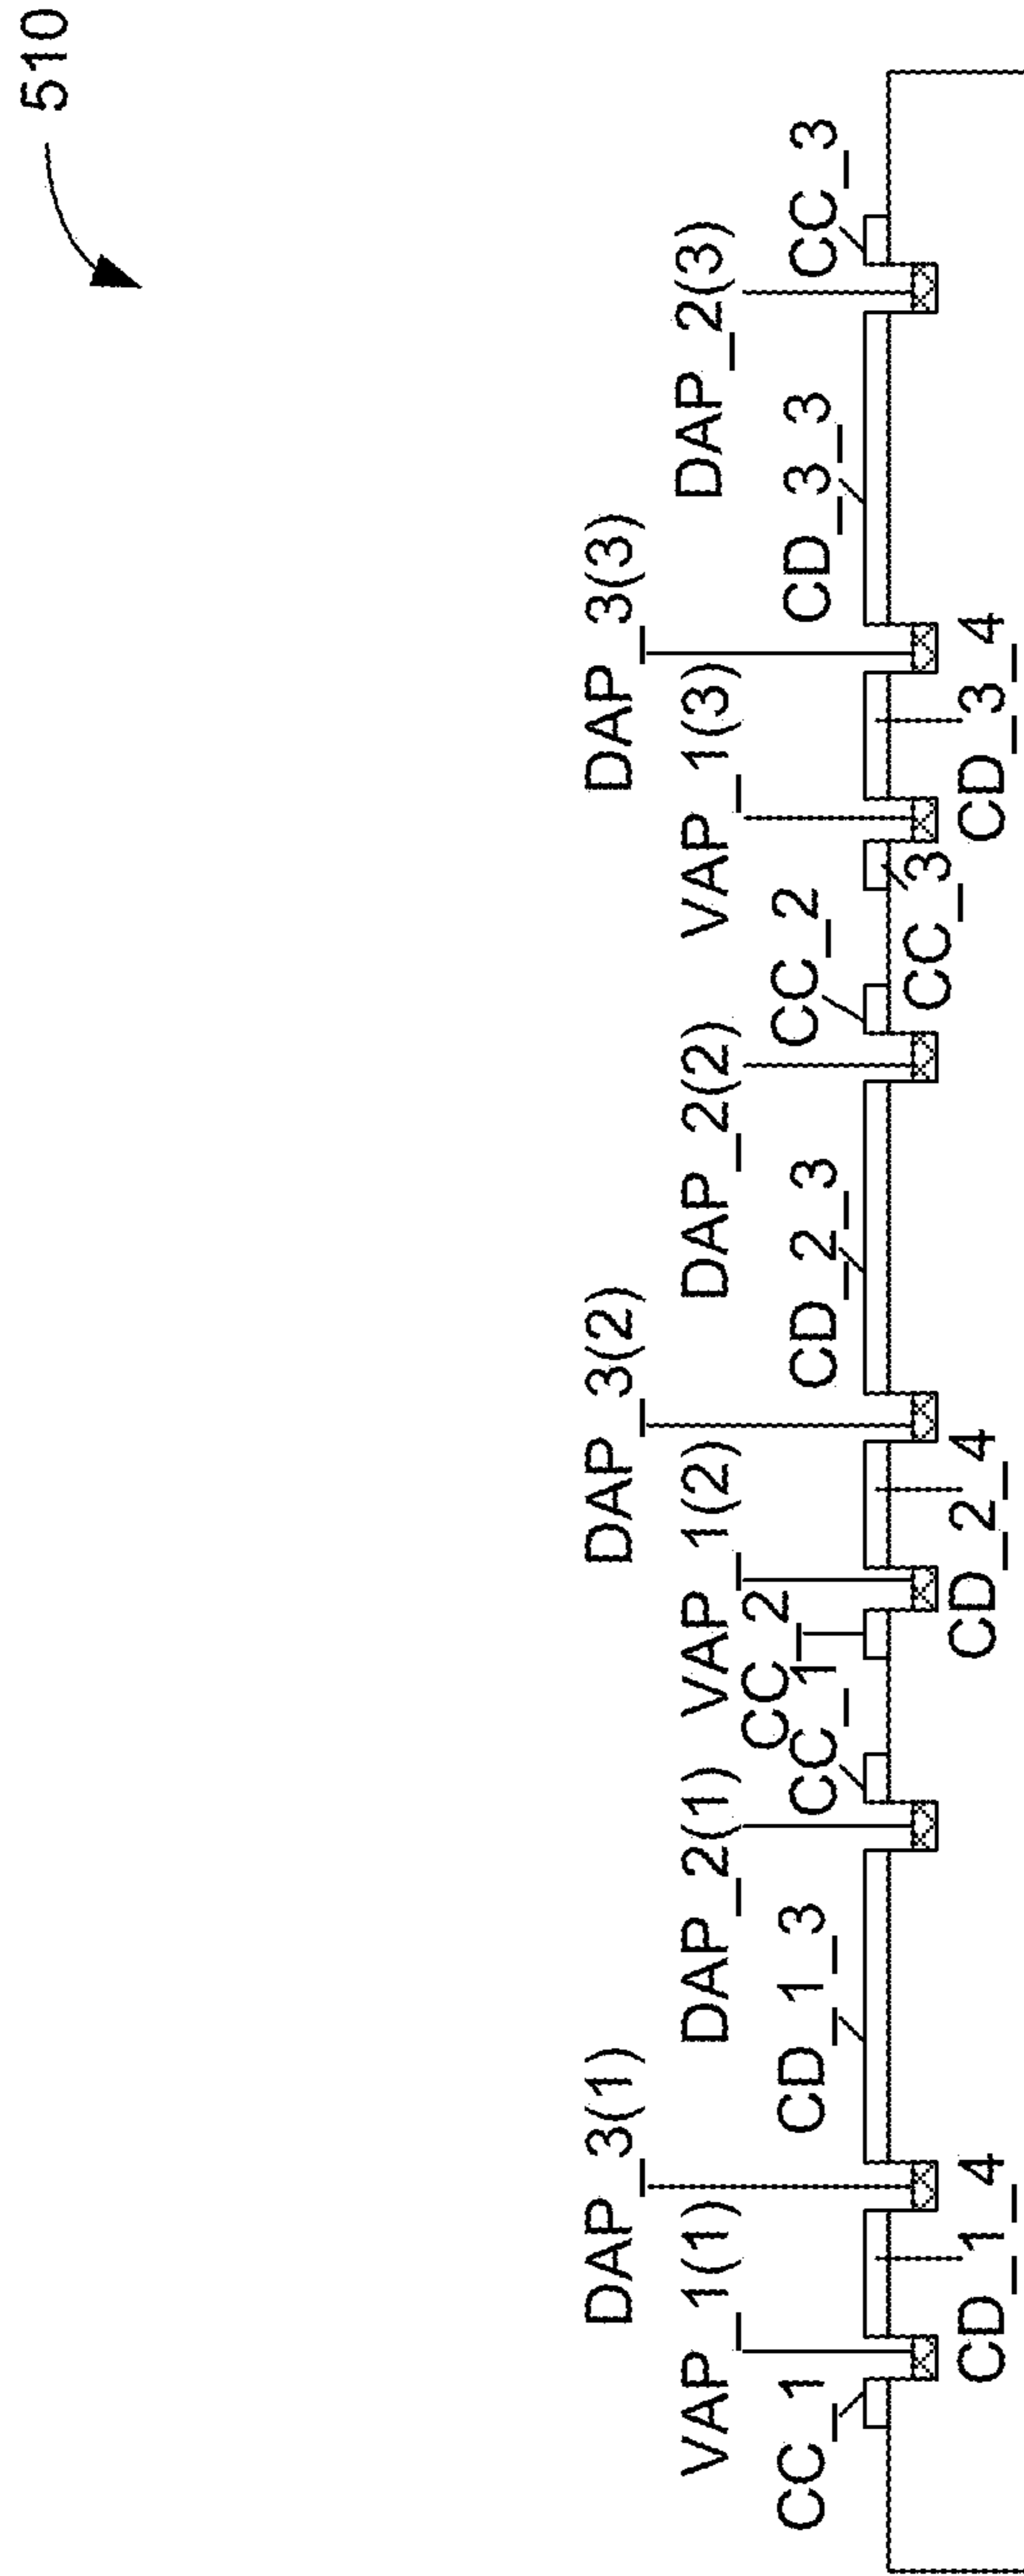 510
DAP_3(1)
DAP_3(2)
DAP_3(3)
VAP_1(1)
DAP_2(1)
VAP_1(2)
DAP_2(2)
VAP_1(3)
DAP_2(3)
CC_1
CD_1_3
CC_1
CC_2
CD_2_3
CC_2
CD_3_3
CC_3
CC_3
CD_1_4
CD_2_4
CD_3_4